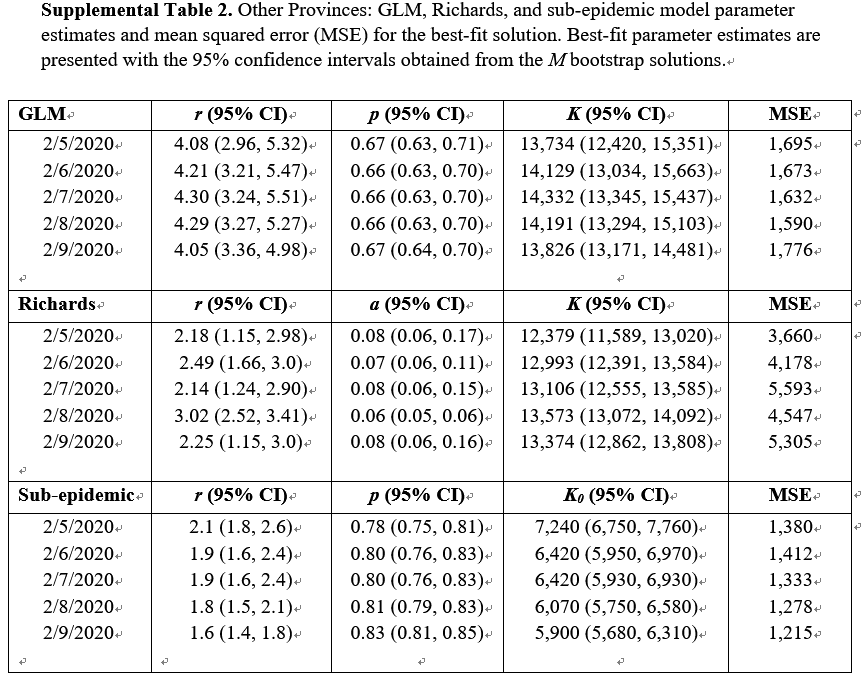 Supplemental Table 2. Other Provinces: GLM, Richards, and sub-epidemic model parameter
estimates and mean squared error (MSE) for the best-fit solution. Best-fit parameter estimates are
presented with the 95% confidence intervals obtained from the M bootstrap solutions.
GLM r (95% CI) p (95% CI) K (95% CI) MSE
2/5/2020 4.08 (2.96, 5.32) 0.67 (0.63, 0.71) 13,734 (12,420, 15,351) 1,695
2/6/2020 4.21 (3.21, 5.47) 0.66 (0.63, 0.70) 14,129 (13,034, 15,663) 1,673
2/7/2020 4.30 (3.24, 5.51) 0.66 (0.63, 0.70) 14,332 (13,345, 15,437) 1,632
2/8/2020 4.29 (3.27, 5.27) 0.66 (0.63, 0.70) 14,191 (13,294, 15,103) 1,590
2/9/2020 4.05 (3.36, 4.98) 0.67 (0.64, 0.70) 13,826 (13,171, 14,481) 1,776
Richards r (95% CI) a (95% CI) K (95% CI) MSE
2/5/2020 2.18 (1.15, 2.98) 0.08 (0.06, 0.17) 12,379 (11,589, 13,020) 3,660
2/6/2020 2.49 (1.66, 3.0) 0.07 (0.06, 0.11) 12,993 (12,391, 13,584) 4,178
2/7/2020 2.14 (1.24, 2.90) 0.08 (0.06, 0.15) 13,106 (12,555, 13,585) 5,593
2/8/2020 3.02 (2.52, 3.41) 0.06 (0.05, 0.06) 13,573 (13,072, 14,092) 4,547
2/9/2020 2.25 (1.15, 3.0) 0.08 (0.06, 0.16) 13,374 (12,862, 13,808) 5,305
Sub-epidemic r (95% CI) p (95% CI) K0 (95% CI) MSE
2/5/2020 2.1 (1.8, 2.6) 0.78 (0.75, 0.81) 7,240 (6,750, 7,760) 1,380
2/6/2020 1.9 (1.6, 2.4) 0.80 (0.76, 0.83) 6,420 (5,950, 6,970) 1,412
2/7/2020 1.9 (1.6, 2.4) 0.80 (0.76, 0.83) 6,420 (5,930, 6,930) 1,333
2/8/2020 1.8 (1.5, 2.1) 0.81 (0.79, 0.83) 6,070 (5,750, 6,580) 1,278
2/9/2020 1.6 (1.4, 1.8) 0.83 (0.81, 0.85) 5,900 (5,680, 6,310) 1,215